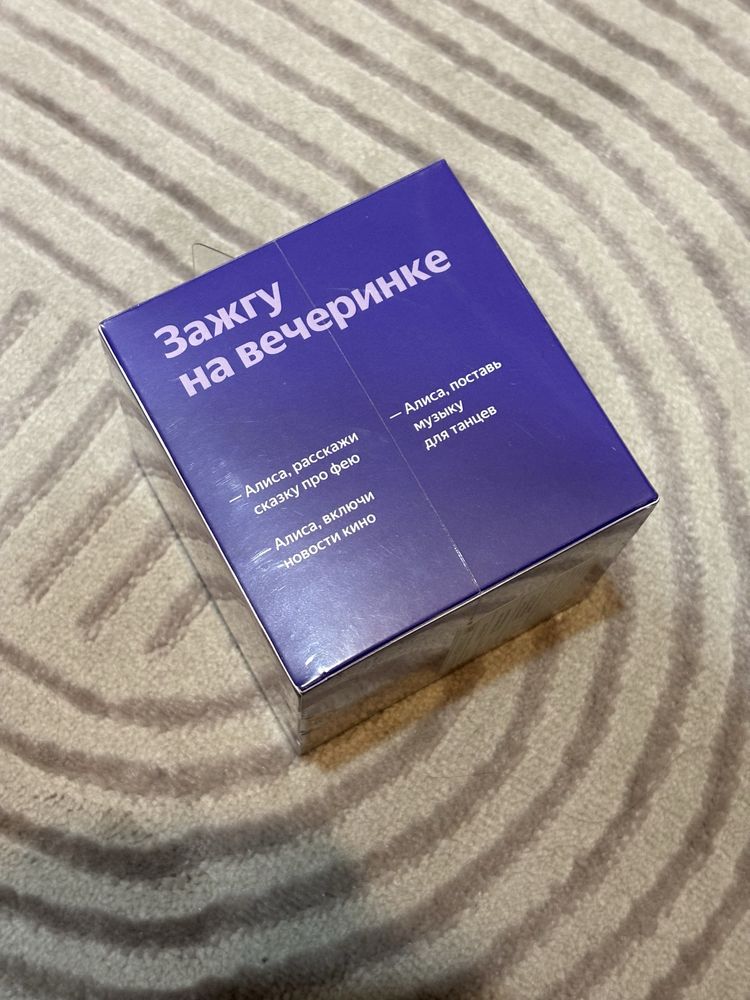 Зажгу
на вечеринке
— Алиса, расскажи
сказку про фею
— Алиса, включи
новости кино
— Алиса, поставь
музыку
для танцев